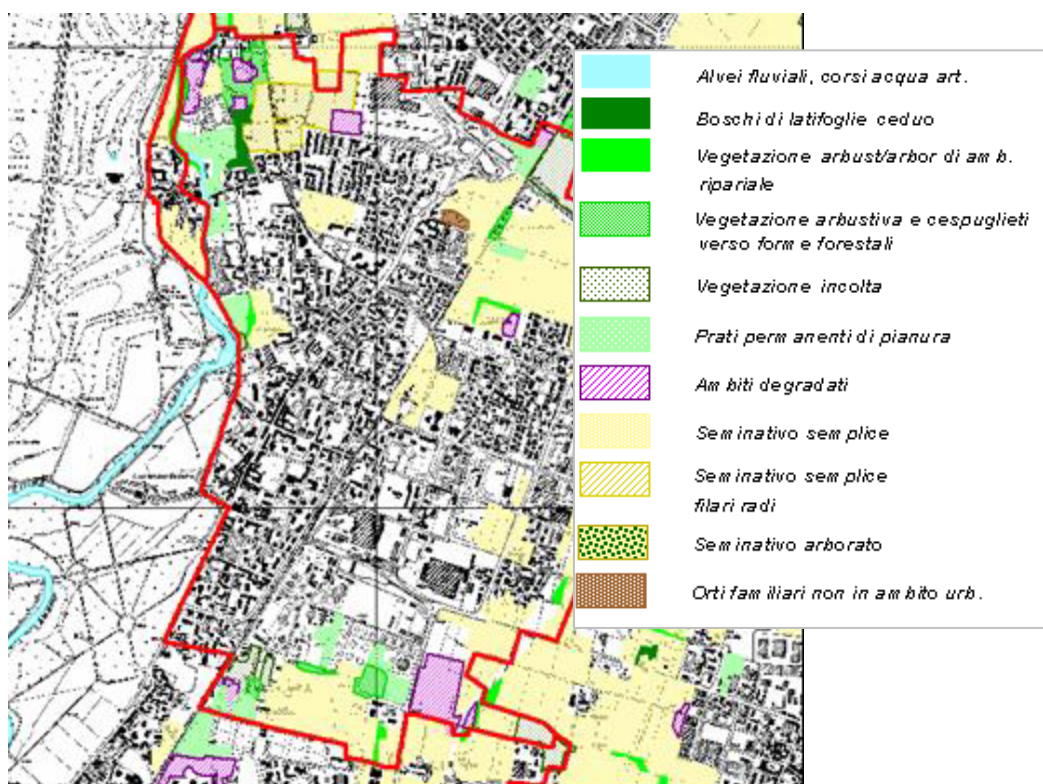 Alvei fluviali, corsi acqua art.
Boschi di latifoglie ceduo
Vegetazione arbust/arbor di amb.
ripariale
Vegetazione arbustiva e cespuglieti
verso forme forestali
Vegetazione incolta
Prati permanenti di pianura
Ambiti degradati
Seminativo semplice
Seminativo semplice
filari radi
Seminativo arborato
Orti familiari non in ambito urb.